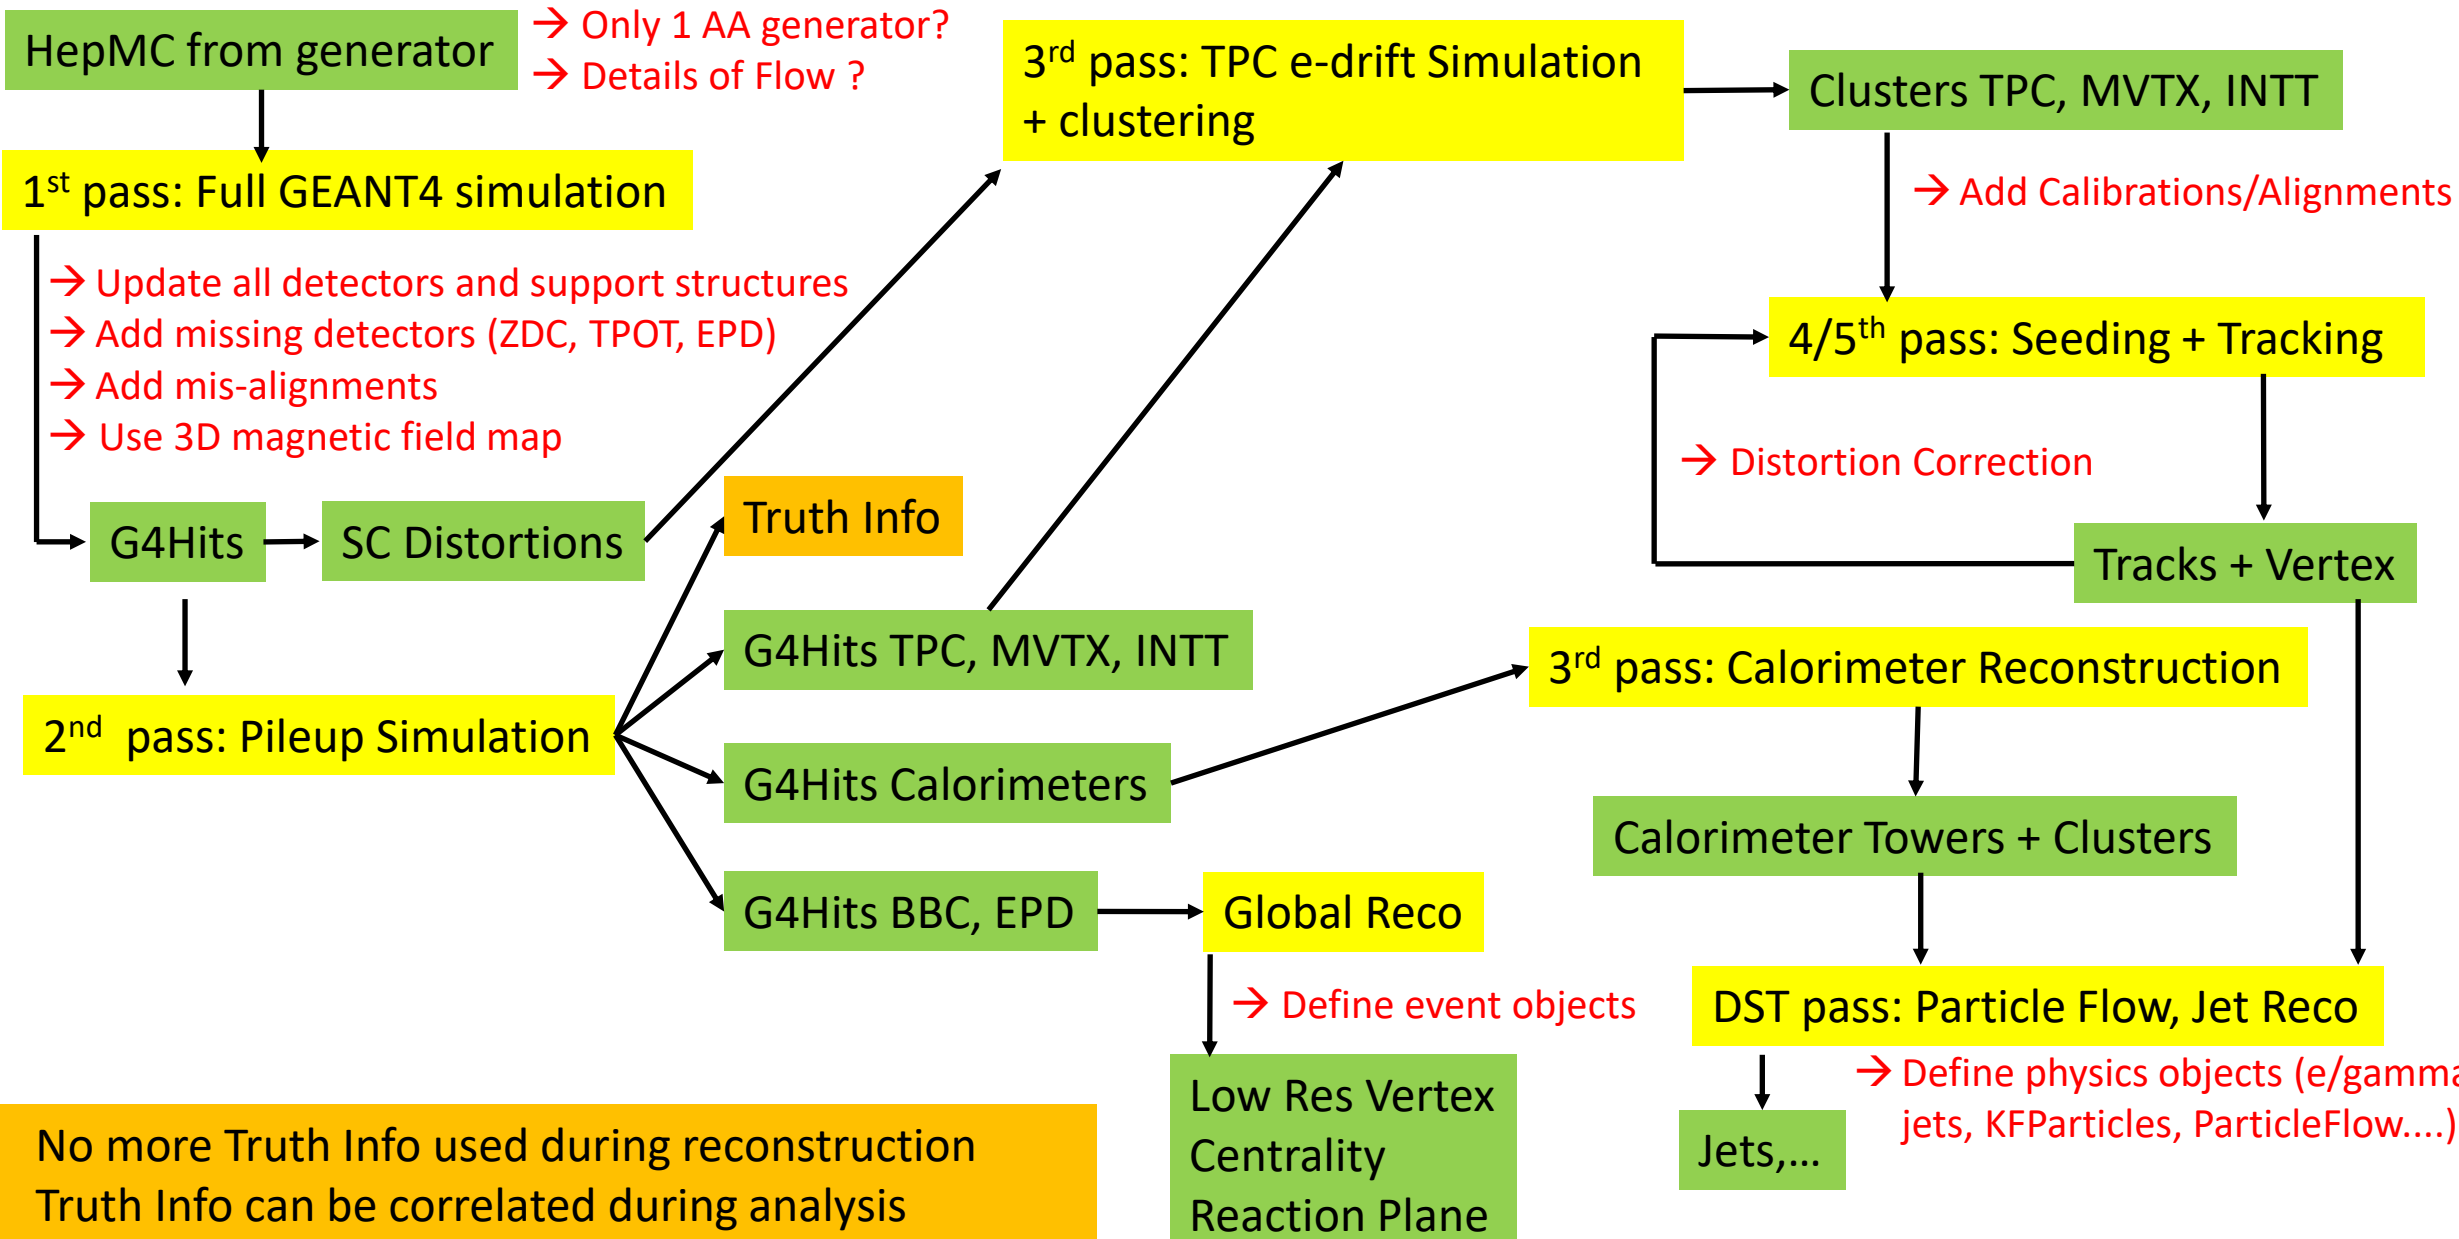 HepMC from generator
→ Only 1 AA generator?
→ Details of Flow ?
1st pass: Full GEANT4 simulation
→ Update all detectors and support structures
→ Add missing detectors (ZDC, TPOT, EPD)
→ Add mis-alignments
→ Use 3D magnetic field map
G4Hits
SC Distortions
2nd pass: Pileup Simulation
Truth Info
G4Hits TPC, MVTX, INTT
G4Hits Calorimeters
G4Hits BBC, EPD
Global Reco
→ Define event objects
Low Res Vertex
Centrality
Reaction Plane
3rd pass: TPC e-drift Simulation
+ clustering
Clusters TPC, MVTX, INTT
→ Add Calibrations/Alignments
4/5th pass: Seeding + Tracking
→ Distortion Correction
Tracks + Vertex
3rd pass: Calorimeter Reconstruction
Calorimeter Towers + Clusters
DST pass: Particle Flow, Jet Reco
→ Define physics objects (e/gamma
jets, KFParticles, ParticleFlow....)
Jets,...
No more Truth Info used during reconstruction
Truth Info can be correlated during analysis